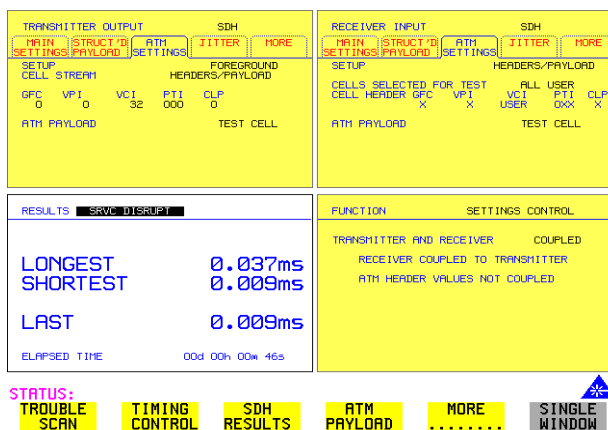 TRANSMITTER OUTPUT SDH
MAIN SETTINGS STRUCT'D PAYLOAD ATM SETTINGS JITTER MORE
SETUP FOREGROUND
CELL STREAM HEADERS/PAYLOAD
GFC VPI VCI PTI CLP
0 0 32 000 0
ATM PAYLOAD TEST CELL
RECEIVER INPUT SDH
MAIN SETTINGS STRUCT'D PAYLOAD ATM SETTINGS JITTER MORE
SETUP HEADERS/PAYLOAD
CELLS SELECTED FOR TEST ALL USER
CELL HEADER GFC VPI VCI PTI CLP
X X USER 0XX X
ATM PAYLOAD TEST CELL
RESULTS SRVC DISRUPT
LONGEST 0.037ms
SHORTEST 0.009ms
LAST 0.009ms
ELAPSED TIME 00d 00h 00m 46s
FUNCTION SETTINGS CONTROL
TRANSMITTER AND RECEIVER COUPLED
RECEIVER COUPLED TO TRANSMITTER
ATM HEADER VALUES NOT COUPLED
STATUS:
TROUBLE SCAN TIMING CONTROL SDH RESULTS ATM PAYLOAD MORE ........ SINGLE WINDOW